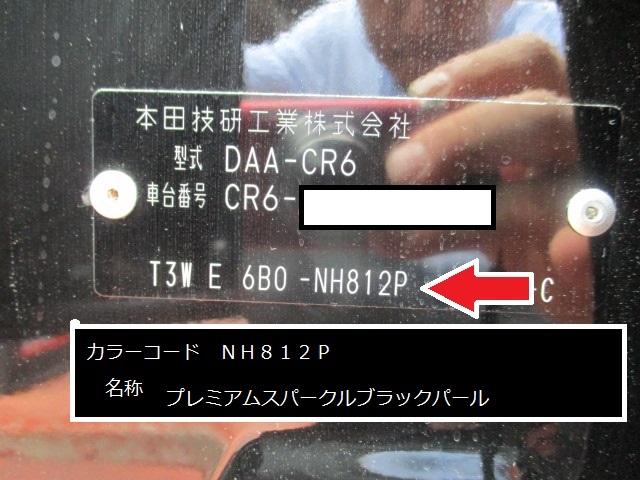 本田技研工業株式会社
型式 DAA-CR6
車台番号 CR6-
T3W E 6B0 -NH812P -C
カラーコード　ＮＨ８１２Ｐ
名称　プレミアムスパークルブラックパール